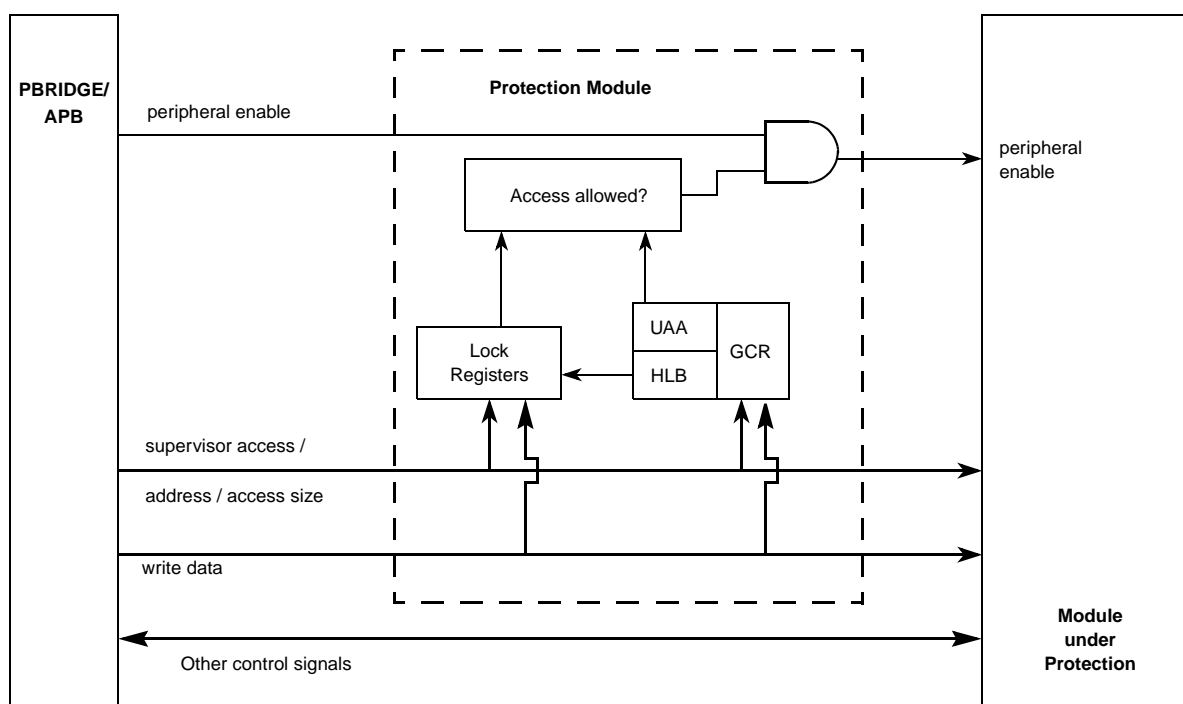 PBRIDGE/
APB
peripheral enable
Protection Module
peripheral
enable
Access allowed?
UAA
HLB
GCR
Lock
Registers
supervisor access /
address / access size
write data
Other control signals
Module
under
Protection